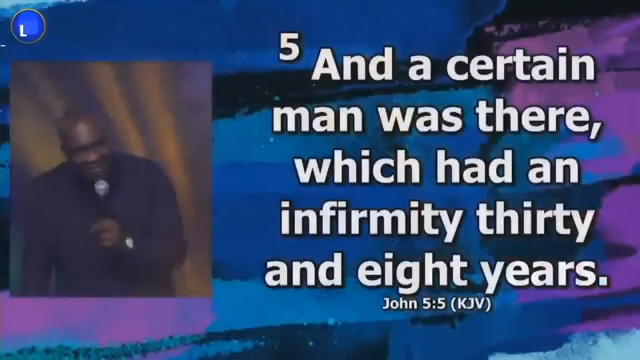 L
5 And a certain
man was there,
which had an
infirmity thirty
and eight years.
John 5:5 (KJV)